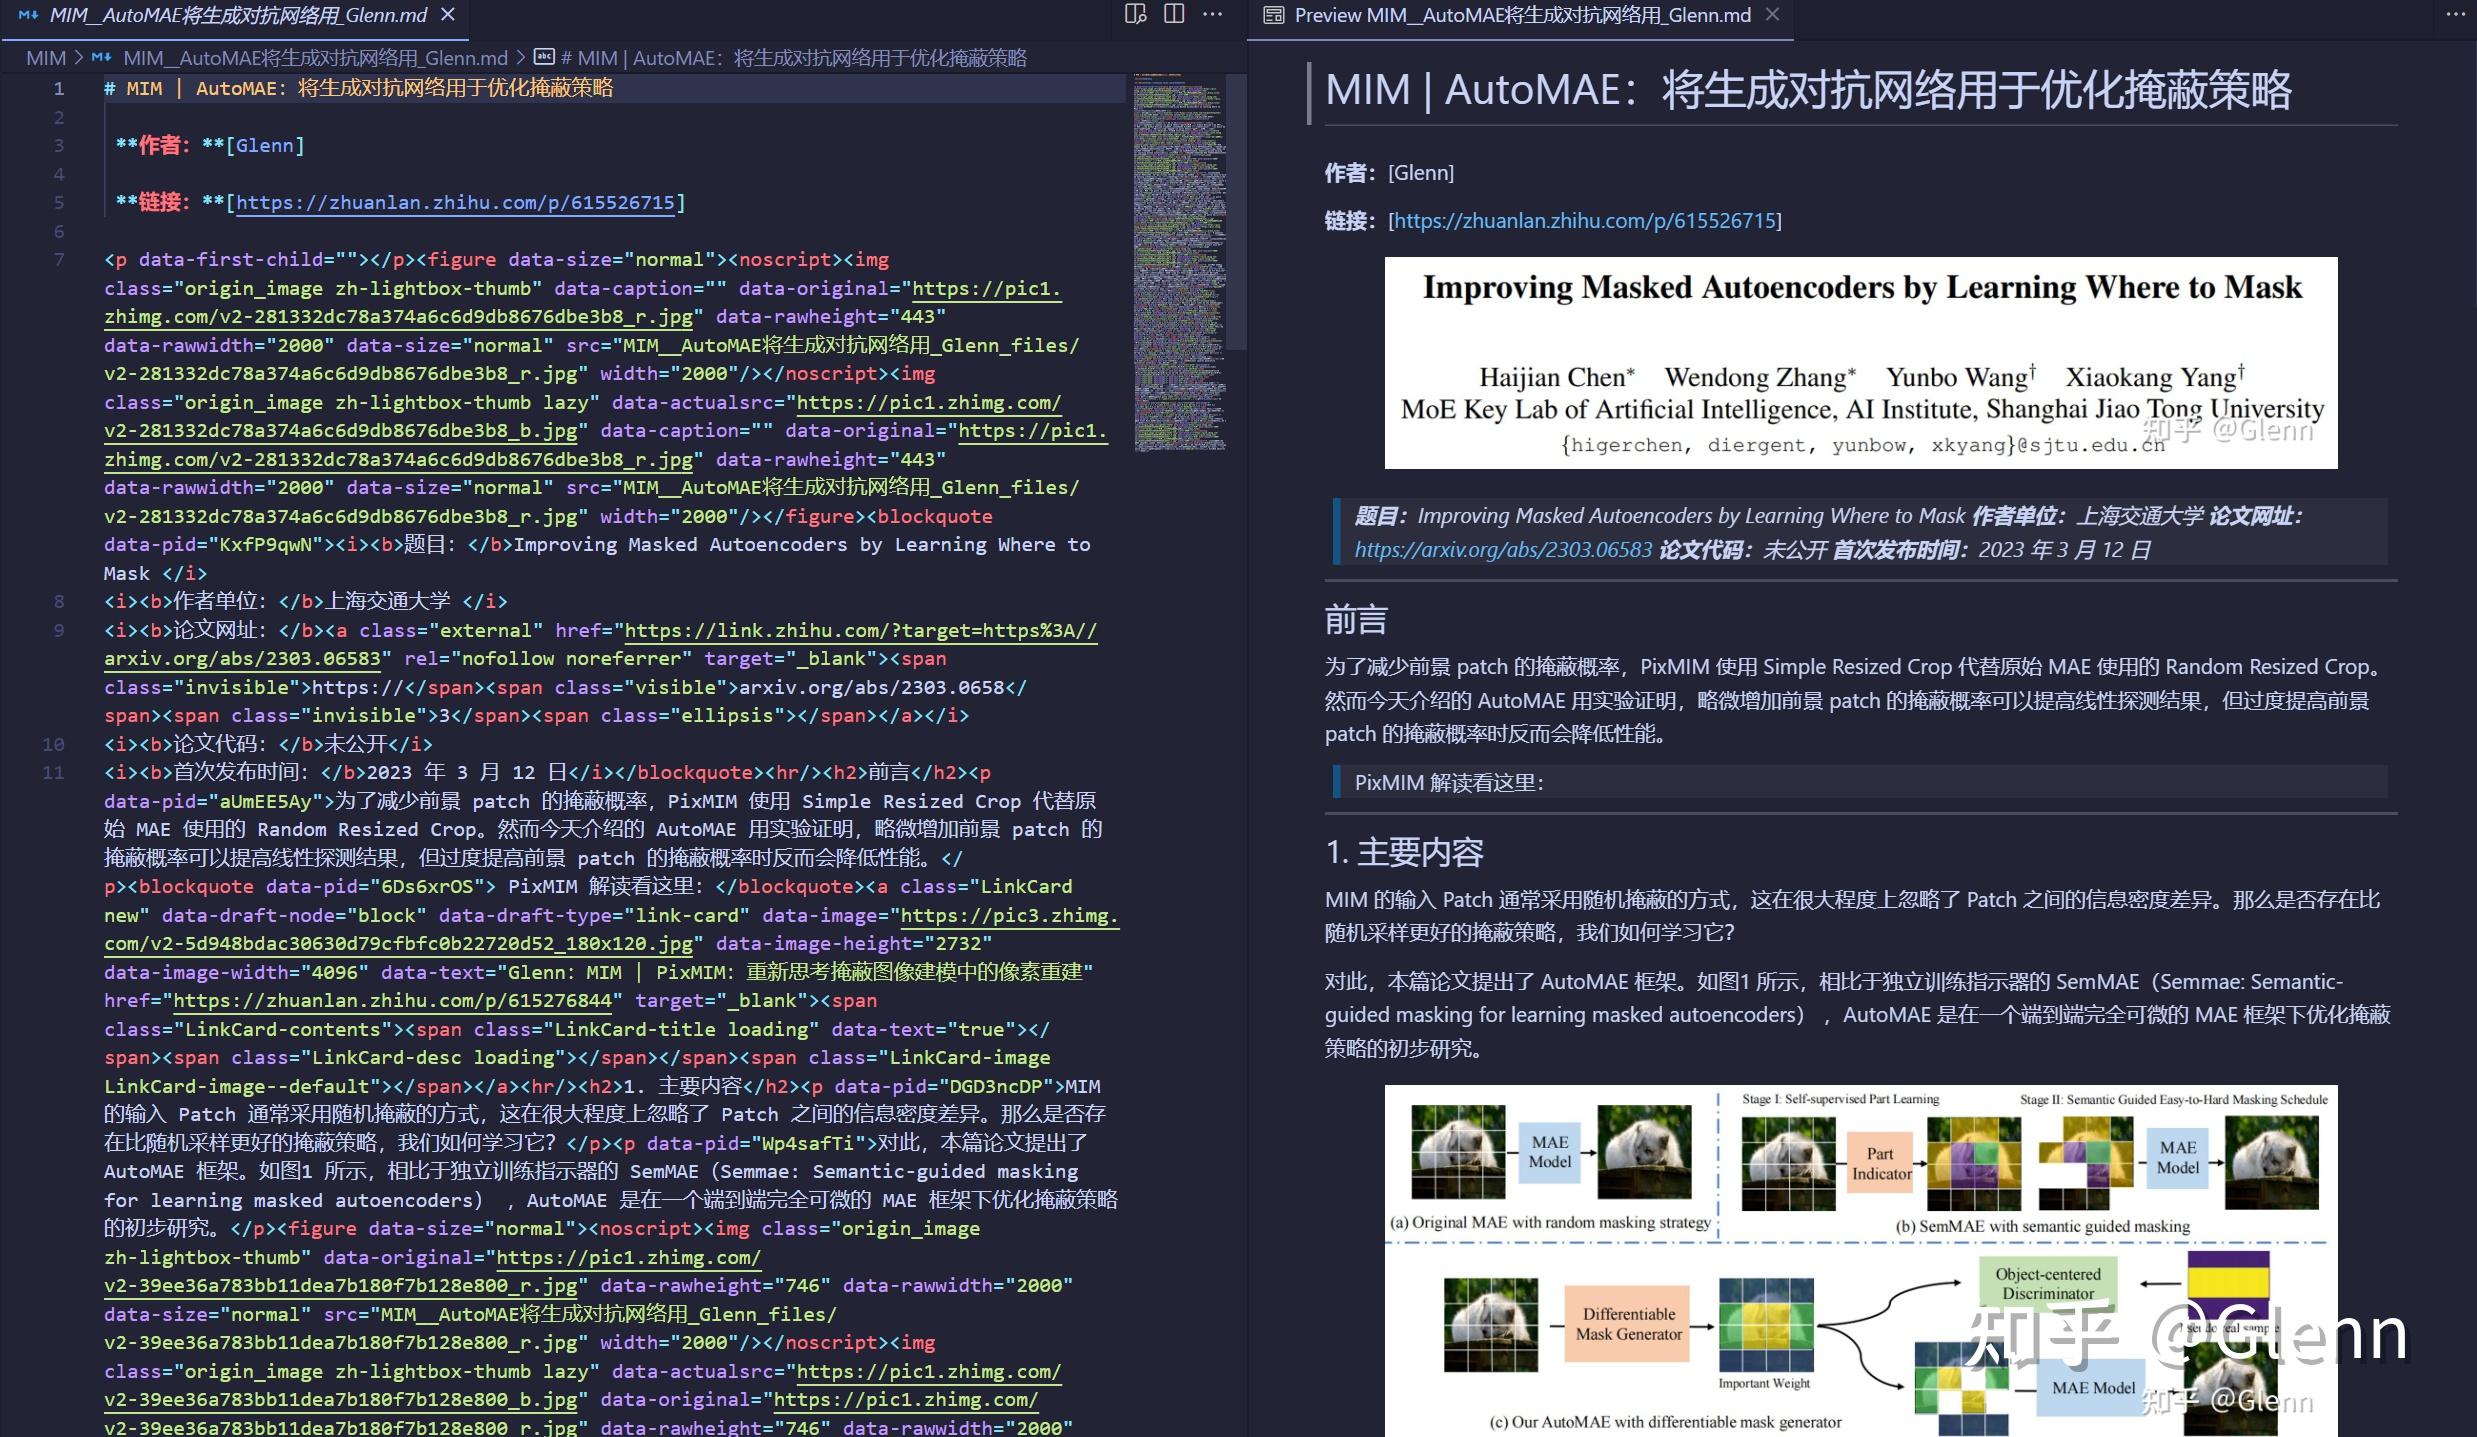 MIM__AutoMAE将生成对抗网络用_Glenn.md
MIM > MIM__AutoMAE将生成对抗网络用_Glenn.md > # MIM | AutoMAE：将生成对抗网络用于优化掩蔽策略
1 # MIM | AutoMAE：将生成对抗网络用于优化掩蔽策略
2
3 **作者：**[Glenn]
4
5 **链接：**[https://zhuanlan.zhihu.com/p/615526715]
6
7 <p data-first-child=""></p><figure data-size="normal"><noscript><img
class="origin_image zh-lightbox-thumb" data-caption="" data-original="https://pic1.
zhimg.com/v2-281332dc78a374a6c6d9db8676dbe3b8_r.jpg" data-rawheight="443"
data-rawwidth="2000" data-size="normal" src="MIM__AutoMAE将生成对抗网络用_Glenn_files/
v2-281332dc78a374a6c6d9db8676dbe3b8_r.jpg" width="2000"/></noscript><img
class="origin_image zh-lightbox-thumb lazy" data-actualsrc="https://pic1.zhimg.com/
v2-281332dc78a374a6c6d9db8676dbe3b8_b.jpg" data-caption="" data-original="https://pic1.
zhimg.com/v2-281332dc78a374a6c6d9db8676dbe3b8_r.jpg" data-rawheight="443"
data-rawwidth="2000" data-size="normal" src="MIM__AutoMAE将生成对抗网络用_Glenn_files/
v2-281332dc78a374a6c6d9db8676dbe3b8_r.jpg" width="2000"/></figure><blockquote
data-pid="KxfP9qwN"><i><b>题目：</b>Improving Masked Autoencoders by Learning Where to
Mask </i>
8 <i><b>作者单位：</b>上海交通大学 </i>
9 <i><b>论文网址：</b><a class="external" href="https://link.zhihu.com/?target=https%3A//
arxiv.org/abs/2303.06583" rel="nofollow noreferrer" target="_blank"><span
class="invisible">https://</span><span class="visible">arxiv.org/abs/2303.0658</
span><span class="invisible">3</span><span class="ellipsis"></span></a></i>
10 <i><b>论文代码：</b>未公开</i>
11 <i><b>首次发布时间：</b>2023 年 3 月 12 日</i></blockquote><hr/><h2>前言</h2><p
data-pid="aUmEE5Ay">为了减少前景 patch 的掩蔽概率，PixMIM 使用 Simple Resized Crop 代替原
始 MAE 使用的 Random Resized Crop。然而今天介绍的 AutoMAE 用实验证明，略微增加前景 patch 的
掩蔽概率可以提高线性探测结果，但过度提高前景 patch 的掩蔽概率时反而会降低性能。</
p><blockquote data-pid="6Ds6xrOS"> PixMIM 解读看这里：</blockquote><a class="LinkCard
new" data-draft-node="block" data-draft-type="link-card" data-image="https://pic3.zhimg.
com/v2-5d948bdac30630d79cfbfc0b22720d52_180x120.jpg" data-image-height="2732"
data-image-width="4096" data-text="Glenn：MIM | PixMIM：重新思考掩蔽图像建模中的像素重建"
href="https://zhuanlan.zhihu.com/p/615276844" target="_blank"><span
class="LinkCard-contents"><span class="LinkCard-title loading" data-text="true"></
span><span class="LinkCard-desc loading"></span></span><span class="LinkCard-image
LinkCard-image--default"></span></a><hr/><h2>1. 主要内容</h2><p data-pid="DGD3ncDP">MIM
的输入 Patch 通常采用随机掩蔽的方式，这在很大程度上忽略了 Patch 之间的信息密度差异。那么是否存
在比随机采样更好的掩蔽策略，我们如何学习它？</p><p data-pid="Wp4safTi">对此，本篇论文提出了
AutoMAE 框架。如图1 所示，相比于独立训练指示器的 SemMAE（Semmae: Semantic-guided masking
for learning masked autoencoders） ，AutoMAE 是在一个端到端完全可微的 MAE 框架下优化掩蔽策略
的初步研究。</p><figure data-size="normal"><noscript><img class="origin_image
zh-lightbox-thumb" data-original="https://pic1.zhimg.com/
v2-39ee36a783bb11dea7b180f7b128e800_r.jpg" data-rawheight="746" data-rawwidth="2000"
data-size="normal" src="MIM__AutoMAE将生成对抗网络用_Glenn_files/
v2-39ee36a783bb11dea7b180f7b128e800_r.jpg" width="2000"/></noscript><img
class="origin_image zh-lightbox-thumb lazy" data-actualsrc="https://pic1.zhimg.com/
v2-39ee36a783bb11dea7b180f7b128e800_b.jpg" data-original="https://pic1.
v2-39ee36a783bb11dea7b180f7b128e800_r.jpg" data-rawheight="746" data-rawwidth="2000"
Preview MIM__AutoMAE将生成对抗网络用_Glenn.md
MIM | AutoMAE：将生成对抗网络用于优化掩蔽策略
作者：[Glenn]
链接：[https://zhuanlan.zhihu.com/p/615526715]
Improving Masked Autoencoders by Learning Where to Mask
Haijian Chen* Wendong Zhang* Yunbo Wang† Xiaokang Yang†
MoE Key Lab of Artificial Intelligence, AI Institute, Shanghai Jiao Tong University
{higerchen, diergent, yunbow, xkyang}@sjtu.edu.cn
知乎 @Glenn
题目：Improving Masked Autoencoders by Learning Where to Mask 作者单位：上海交通大学 论文网址：
https://arxiv.org/abs/2303.06583 论文代码：未公开 首次发布时间：2023 年 3 月 12 日
前言
为了减少前景 patch 的掩蔽概率，PixMIM 使用 Simple Resized Crop 代替原始 MAE 使用的 Random Resized Crop。
然而今天介绍的 AutoMAE 用实验证明，略微增加前景 patch 的掩蔽概率可以提高线性探测结果，但过度提高前景
patch 的掩蔽概率时反而会降低性能。
PixMIM 解读看这里：
1. 主要内容
MIM 的输入 Patch 通常采用随机掩蔽的方式，这在很大程度上忽略了 Patch 之间的信息密度差异。那么是否存在比
随机采样更好的掩蔽策略，我们如何学习它？
对此，本篇论文提出了 AutoMAE 框架。如图1 所示，相比于独立训练指示器的 SemMAE（Semmae: Semantic-
guided masking for learning masked autoencoders） ，AutoMAE 是在一个端到端完全可微的 MAE 框架下优化掩蔽
策略的初步研究。
Stage I: Self-supervised Part Learning
Stage II: Semantic Guided Easy-to-Hard Masking Schedule
MAE Model
Part Indicator
MAE Model
(a) Original MAE with random masking strategy
(b) SemMAE with semantic guided masking
Object-centered Discriminator
Differentiable Mask Generator
Pseudo real sample
Important Weight
MAE Model
(c) Our AutoMAE with differentiable mask generator
知乎 @Glenn
知乎 @Glenn